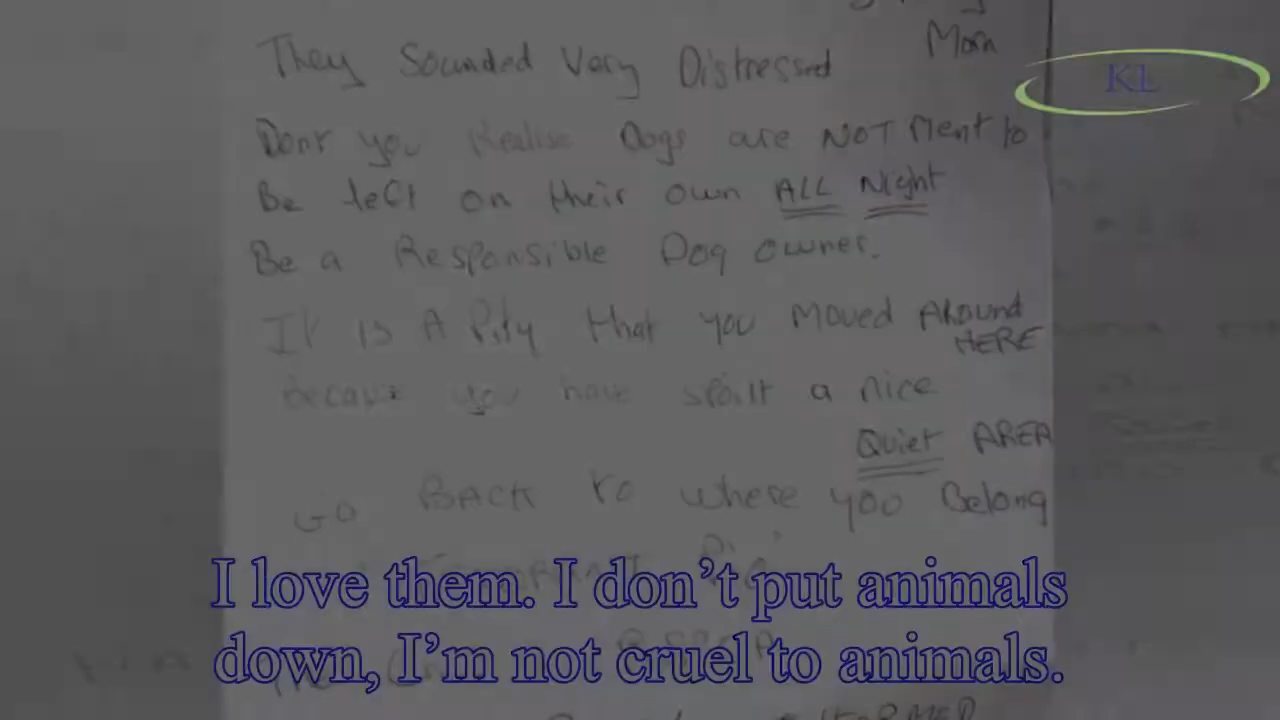 Morn
KL
They Sounded Very Distressed
Don't you Realise Dogs are NOT Ment to
Be left on their own ALL Night
Be a Responsible Dog owner.
It is A Pity that you Moved AROUND
HERE
because you have spoilt a nice
Quiet AREA
Go BACK to where you Belong
I love them. I don’t put animals
down, I’m not cruel to animals.